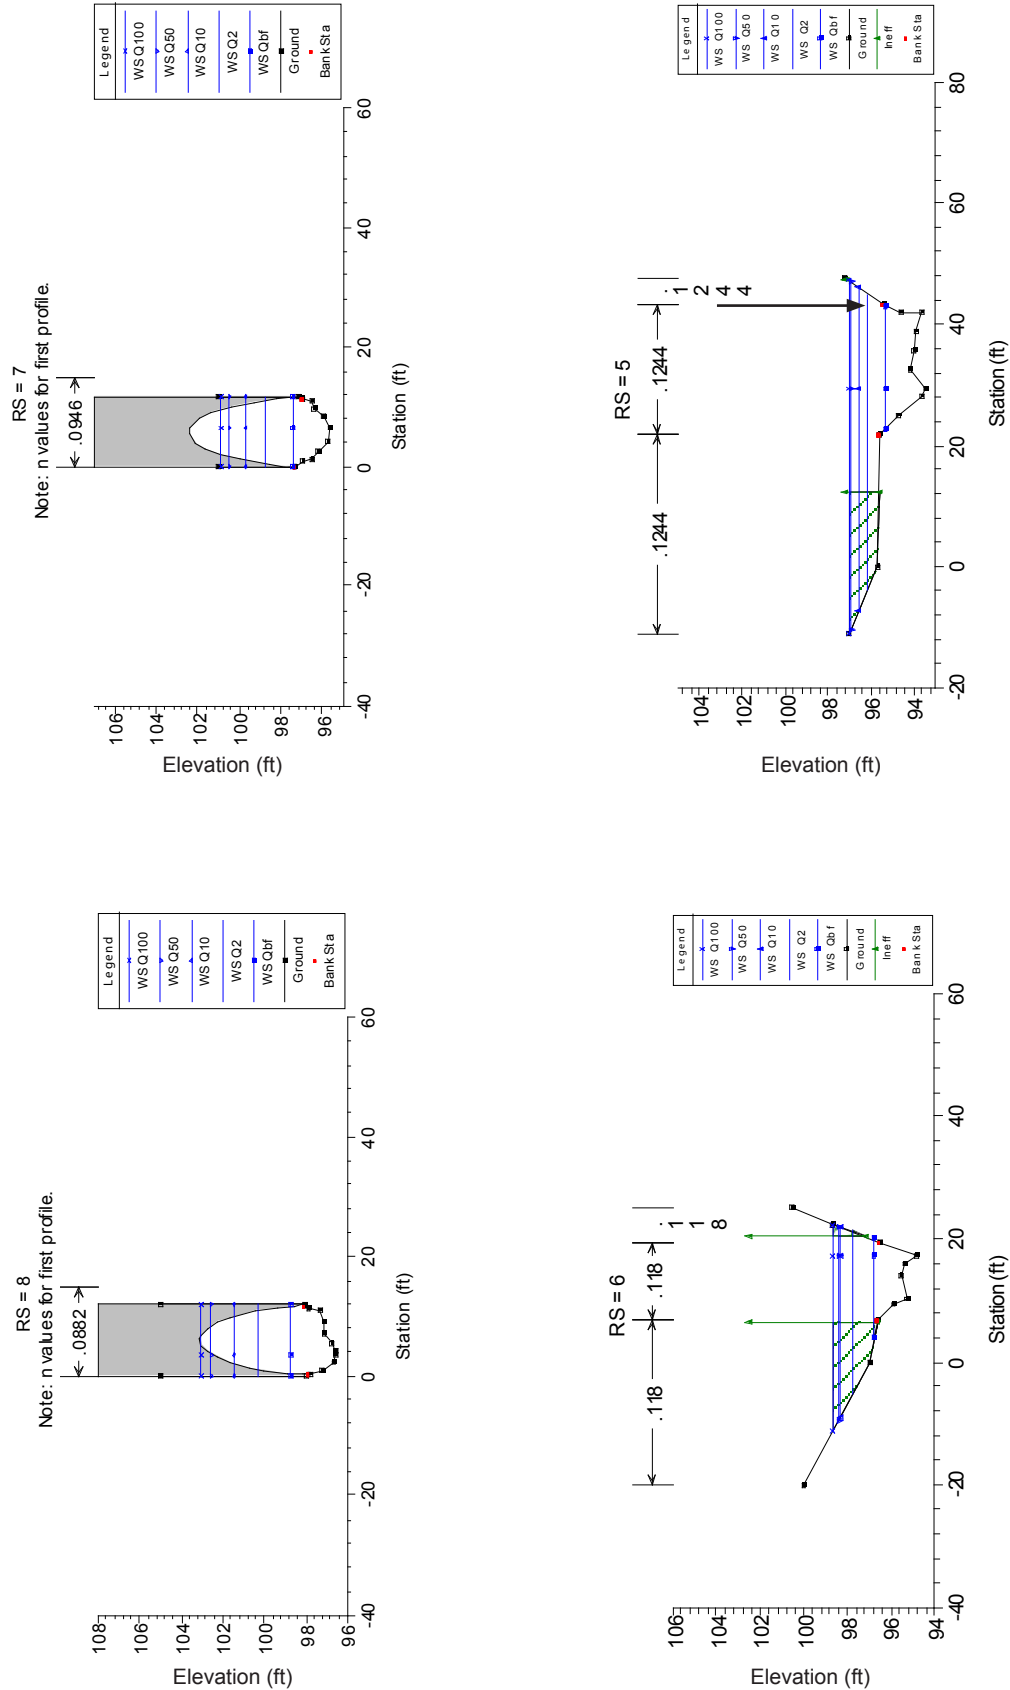 RS = 8
Note: n values for first profile.
.0882
Legend
WS Q100
WS Q50
WS Q10
WS Q2
WS Qbf
Ground
Bank Sta
108
106
104
102
100
98
96
Elevation (ft)
-40
-20
0
20
40
60
Station (ft)
RS = 7
Note: n values for first profile.
.0946
Legend
WS Q100
WS Q50
WS Q10
WS Q2
WS Qbf
Ground
Bank Sta
106
104
102
100
98
96
Elevation (ft)
-40
-20
0
20
40
60
Station (ft)
RS = 6
.118
.118
.
1
1
8
Legend
WS Q100
WS Q50
WS Q10
WS Q2
WS Qbf
Ground
Ineff
Bank Sta
106
104
102
100
98
96
94
Elevation (ft)
-40
-20
0
20
40
60
Station (ft)
RS = 5
.1244
.1244
.
1
2
4
4
Legend
WS Q100
WS Q50
WS Q10
WS Q2
WS Qbf
Ground
Ineff
Bank Sta
104
102
100
98
96
94
Elevation (ft)
-20
0
20
40
60
80
Station (ft)